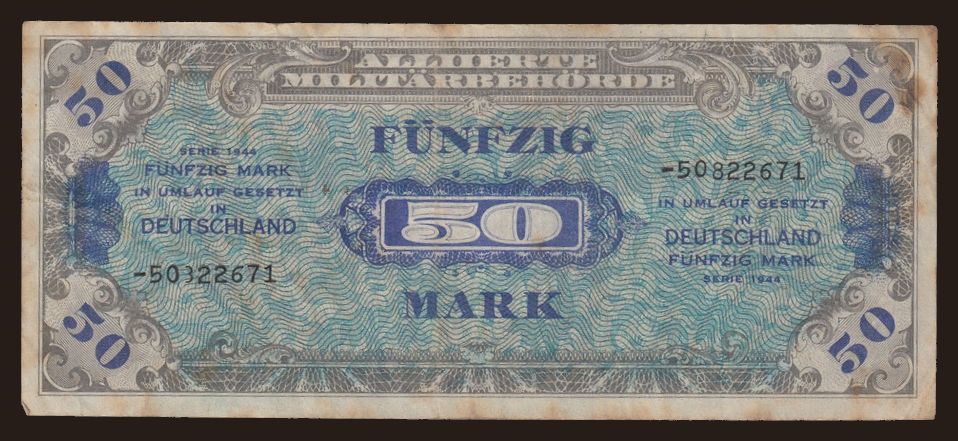 ALLIIERTE
MILITÄRBEHÖRDE
50
50
FÜNFZIG
SERIE 1944
FÜNFZIG MARK
IN UMLAUF GESETZT
IN
DEUTSCHLAND
-50822671
50
-50822671
IN UMLAUF GESETZT
IN
DEUTSCHLAND
FÜNFZIG MARK
SERIE 1944
MARK
50
50